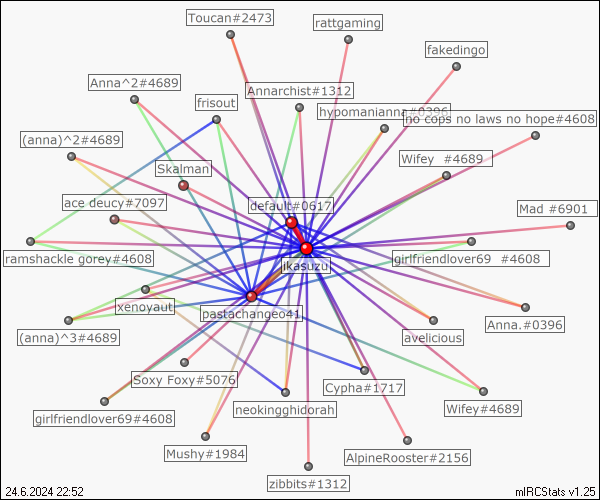 Toucan#2473
rattgaming
fakedingo
Anna^2#4689
Annarchist#1312
frisout
hypomanianna#0396
no cops no laws no hope#4608
(anna)^2#4689
Wifey #4689
Skalman
ace deucy#7097
default#0617
Mad #6901
ramshackle gorey#4608
jikasuzu
girlfriendlover69 #4608
xenoyaut
pastachangeo41
Anna.#0396
(anna)^3#4689
avelicious
Soxy Foxy#5076
Cypha#1717
girlfriendlover69#4608
neokingghidorah
Wifey#4689
Mushy#1984
AlpineRooster#2156
zibbits#1312
24.6.2024 22:52
mIRCStats v1.25